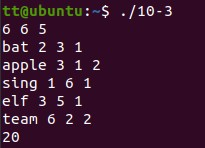 tt@ubuntu:~$ ./10-3
6 6 5
bat 2 3 1
apple 3 1 2
sing 1 6 1
elf 3 5 1
team 6 2 2
20